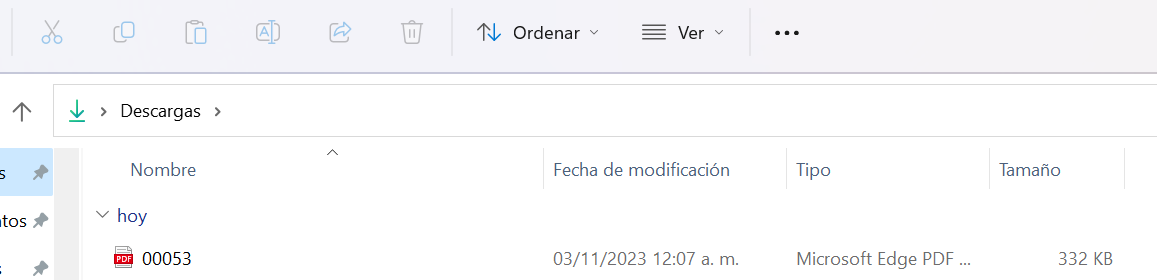 Ordenar Ver
Descargas
Nombre Fecha de modificación Tipo Tamaño
hoy
PDF 00053 03/11/2023 12:07 a. m. Microsoft Edge PDF ... 332 KB